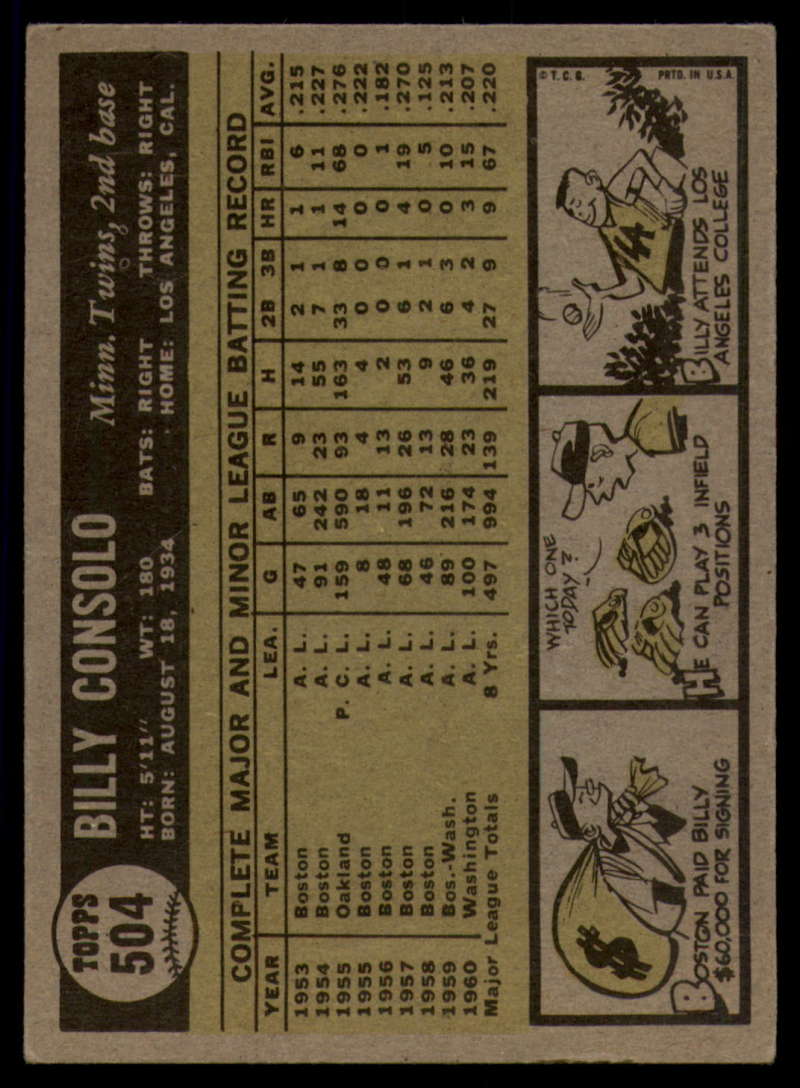 TOPPS
504
BILLY CONSOLO Minn. Twins, 2nd base
HT: 5'11" WT: 180 BATS: RIGHT THROWS: RIGHT
BORN: AUGUST 18, 1934 HOME: LOS ANGELES, CAL.
COMPLETE MAJOR AND MINOR LEAGUE BATTING RECORD
YEAR TEAM LEA. G AB R H 2B 3B HR RBI AVG.
1953 Boston A. L. 47 65 9 14 2 1 1 6 .215
1954 Boston A. L. 91 242 23 55 7 1 1 11 .227
1955 Oakland P. C. L. 159 590 93 163 33 8 14 68 .276
1955 Boston A. L. 8 18 4 4 0 0 0 0 .222
1956 Boston A. L. 48 11 13 2 0 0 0 1 .182
1957 Boston A. L. 68 196 26 53 6 1 4 19 .270
1958 Boston A. L. 46 72 13 9 2 1 0 5 .125
1959 Bos.-Wash. A. L. 89 216 28 46 6 3 0 10 .213
1960 Washington A. L. 100 174 23 36 4 2 3 15 .207
Major League Totals 8 Yrs. 497 994 139 219 27 9 9 67 .220
BOSTON PAID BILLY
$60,000 FOR SIGNING
WHICH ONE
TODAY?
HE CAN PLAY 3 INFIELD
POSITIONS
© T. C. G. PRTD. IN U.S.A.
LA
BILLY ATTENDS LOS
ANGELES COLLEGE